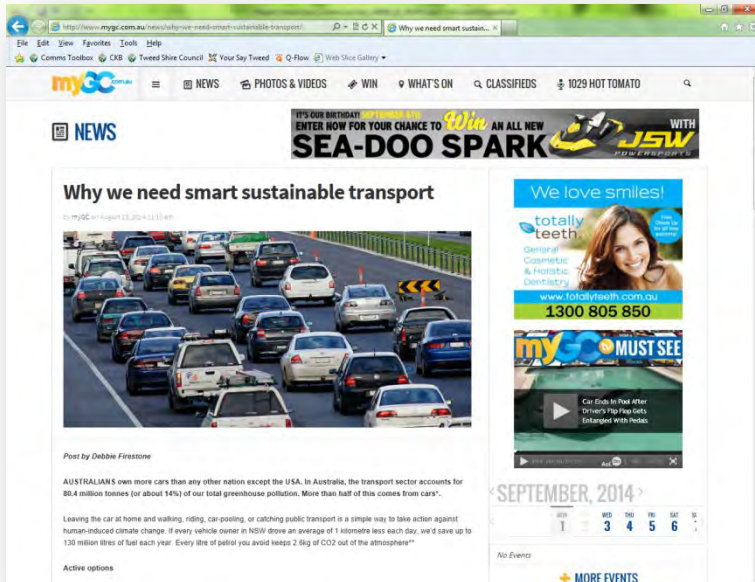 http://www.mygc.com.au/news/why-we-need-smart-sustainable-transport/
Why we need smart sustain...
File Edit View Favorites Tools Help
Comms Toolbox CKB Tweed Shire Council Your Say Tweed Q-Flow Web Slice Gallery
myGC.com.au NEWS PHOTOS & VIDEOS WIN WHAT'S ON CLASSIFIEDS 1029 HOT TOMATO
NEWS
IT'S OUR BIRTHDAY!
ENTER NOW FOR YOUR CHANCE TO Win AN ALL NEW
SEA-DOO SPARK
WITH
JSW
POWERSPORTS
Why we need smart sustainable transport
by myGC on August 25, 2014 11:15 am
Post by Debbie Firestone
AUSTRALIANS own more cars than any other nation except the USA. In Australia, the transport sector accounts for
80.4 million tonnes (or about 14%) of our total greenhouse pollution. More than half of this comes from cars*.
Leaving the car at home and walking, riding, car-pooling, or catching public transport is a simple way to take action against
human-induced climate change. If every vehicle owner in NSW drove an average of 1 kilometre less each day, we'd save up to
130 million litres of fuel each year. Every litre of petrol you avoid keeps 2.6kg of CO2 out of the atmosphere**
Active options
We love smiles!
totally
teeth
General
Cosmetic
& Holistic
Dentistry
www.totallyteeth.com.au
1300 805 850
myGC tv MUST SEE
Car Ends In Pool After
Driver's Flip Flop Gets
Entangled With Pedals
SEPTEMBER, 2014
MON WED THU FRI SAT
1 3 4 5 6
No Events
MORE EVENTS